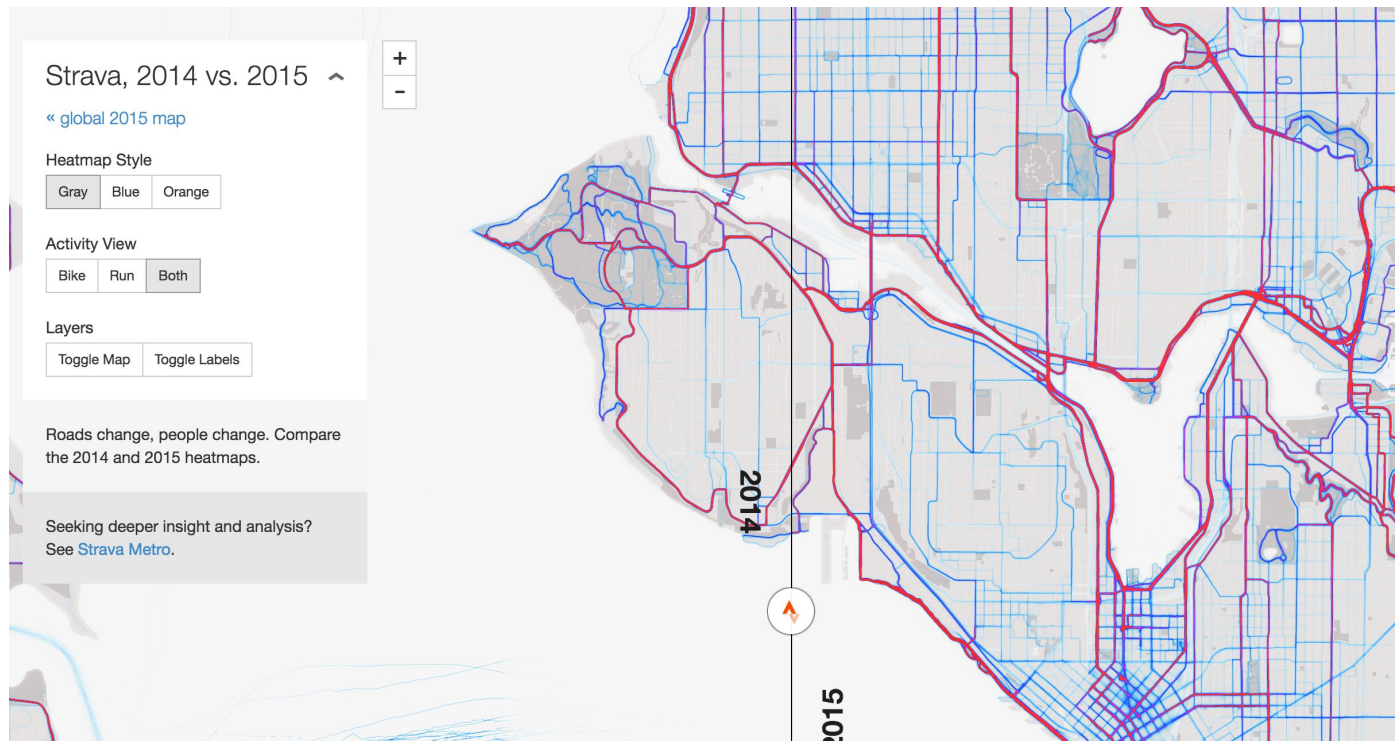 Strava, 2014 vs. 2015
« global 2015 map
Heatmap Style
Gray Blue Orange
Activity View
Bike Run Both
Layers
Toggle Map Toggle Labels
Roads change, people change. Compare
the 2014 and 2015 heatmaps.
Seeking deeper insight and analysis?
See Strava Metro.
+
-
2014
2015